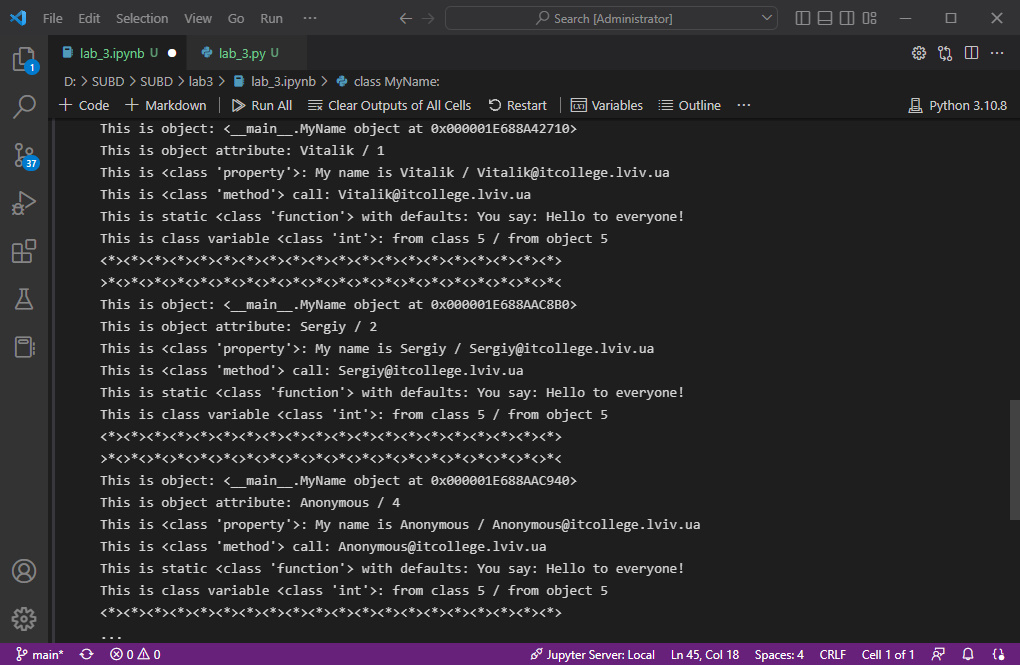 File Edit Selection View Go Run ··· Search [Administrator]
lab_3.ipynb U ● lab_3.py U
D: > SUBD > SUBD > lab3 > lab_3.ipynb > class MyName:
+ Code + Markdown | Run All Clear Outputs of All Cells Restart | Variables Outline ··· Python 3.10.8
1
37
This is object: <__main__.MyName object at 0x000001E688A42710>
This is object attribute: Vitalik / 1
This is <class 'property'>: My name is Vitalik / Vitalik@itcollege.lviv.ua
This is <class 'method'> call: Vitalik@itcollege.lviv.ua
This is static <class 'function'> with defaults: You say: Hello to everyone!
This is class variable <class 'int'>: from class 5 / from object 5
<*><*><*><*><*><*><*><*><*><*><*><*><*><*><*><*><*><*><*><*>
>*<>*<>*<>*<>*<>*<>*<>*<>*<>*<>*<>*<>*<>*<>*<>*<>*<>*<>*<>*<
This is object: <__main__.MyName object at 0x000001E688AAC8B0>
This is object attribute: Sergiy / 2
This is <class 'property'>: My name is Sergiy / Sergiy@itcollege.lviv.ua
This is <class 'method'> call: Sergiy@itcollege.lviv.ua
This is static <class 'function'> with defaults: You say: Hello to everyone!
This is class variable <class 'int'>: from class 5 / from object 5
<*><*><*><*><*><*><*><*><*><*><*><*><*><*><*><*><*><*><*><*>
>*<>*<>*<>*<>*<>*<>*<>*<>*<>*<>*<>*<>*<>*<>*<>*<>*<>*<>*<>*<
This is object: <__main__.MyName object at 0x000001E688AAC940>
This is object attribute: Anonymous / 4
This is <class 'property'>: My name is Anonymous / Anonymous@itcollege.lviv.ua
This is <class 'method'> call: Anonymous@itcollege.lviv.ua
This is static <class 'function'> with defaults: You say: Hello to everyone!
This is class variable <class 'int'>: from class 5 / from object 5
<*><*><*><*><*><*><*><*><*><*><*><*><*><*><*><*><*><*><*><*>
...
main* 0 0 Jupyter Server: Local Ln 45, Col 18 Spaces: 4 CRLF Cell 1 of 1